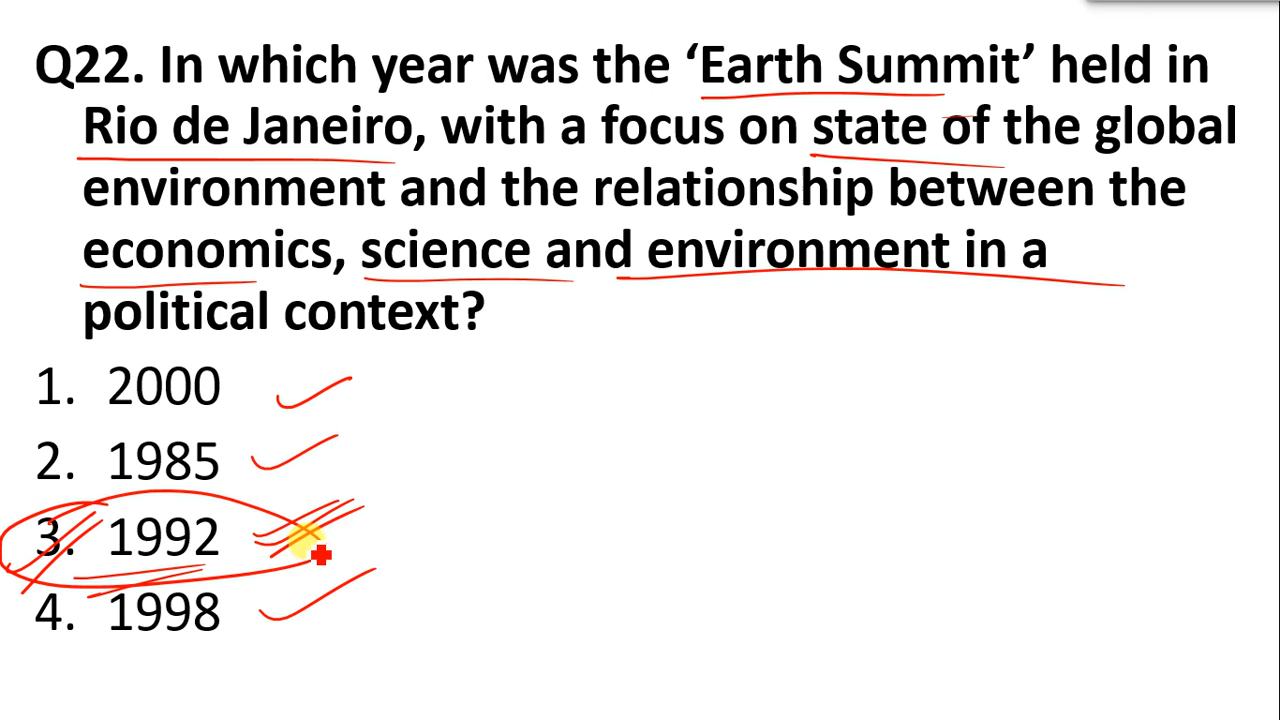 Q22. In which year was the ‘Earth Summit’ held in
Rio de Janeiro, with a focus on state of the global
environment and the relationship between the
economics, science and environment in a
political context?
1. 2000
2. 1985
3. 1992
4. 1998